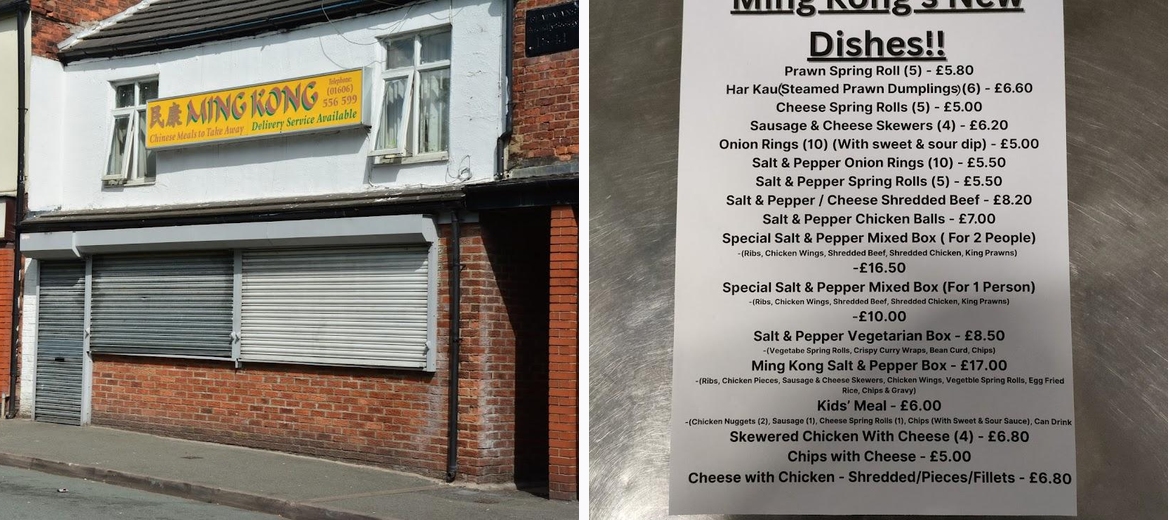 民康 MING KONG
Telephone:
(01606)
556 599
Chinese Meals to Take Away Delivery Service Available
Ming Kong's New
Dishes!!
Prawn Spring Roll (5) - £5.80
Har Kau(Steamed Prawn Dumplings)(6) - £6.60
Cheese Spring Rolls (5) - £5.00
Sausage & Cheese Skewers (4) - £6.20
Onion Rings (10) (With sweet & sour dip) - £5.00
Salt & Pepper Onion Rings (10) - £5.50
Salt & Pepper Spring Rolls (5) - £5.50
Salt & Pepper / Cheese Shredded Beef - £8.20
Salt & Pepper Chicken Balls - £7.00
Special Salt & Pepper Mixed Box ( For 2 People)
-(Ribs, Chicken Wings, Shredded Beef, Shredded Chicken, King Prawns)
-£16.50
Special Salt & Pepper Mixed Box (For 1 Person)
-(Ribs, Chicken Wings, Shredded Beef, Shredded Chicken, King Prawns)
-£10.00
Salt & Pepper Vegetarian Box - £8.50
-(Vegetabe Spring Rolls, Crispy Curry Wraps, Bean Curd, Chips)
Ming Kong Salt & Pepper Box - £17.00
-(Ribs, Chicken Pieces, Sausage & Cheese Skewers, Chicken Wings, Vegetble Spring Rolls, Egg Fried
Rice, Chips & Gravy)
Kids' Meal - £6.00
-(Chicken Nuggets (2), Sausage (1), Cheese Spring Rolls (1), Chips (With Sweet & Sour Sauce), Can Drink
Skewered Chicken With Cheese (4) - £6.80
Chips with Cheese - £5.00
Cheese with Chicken - Shredded/Pieces/Fillets - £6.80